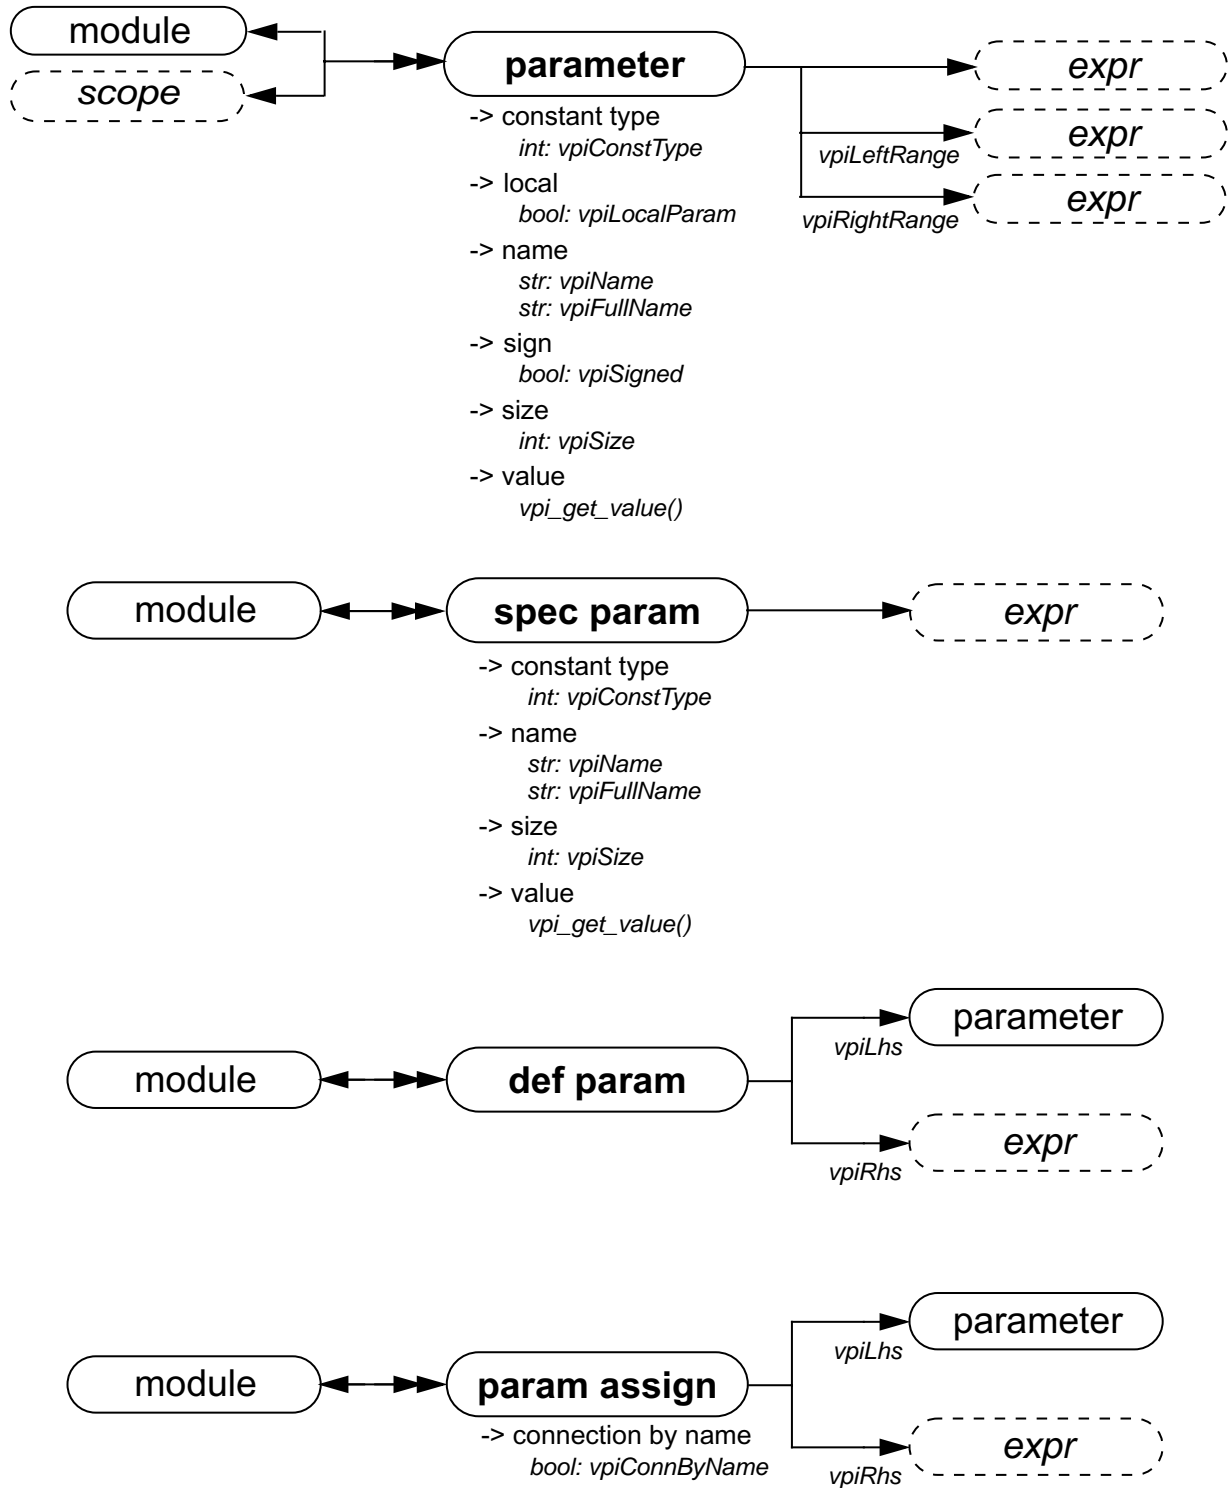 module
scope
parameter
expr
expr
vpiLeftRange
expr
vpiRightRange
-> constant type
int: vpiConstType
-> local
bool: vpiLocalParam
-> name
str: vpiName
str: vpiFullName
-> sign
bool: vpiSigned
-> size
int: vpiSize
-> value
vpi_get_value()
module
spec param
expr
-> constant type
int: vpiConstType
-> name
str: vpiName
str: vpiFullName
-> size
int: vpiSize
-> value
vpi_get_value()
module
def param
parameter
vpiLhs
expr
vpiRhs
module
param assign
parameter
vpiLhs
expr
vpiRhs
-> connection by name
bool: vpiConnByName